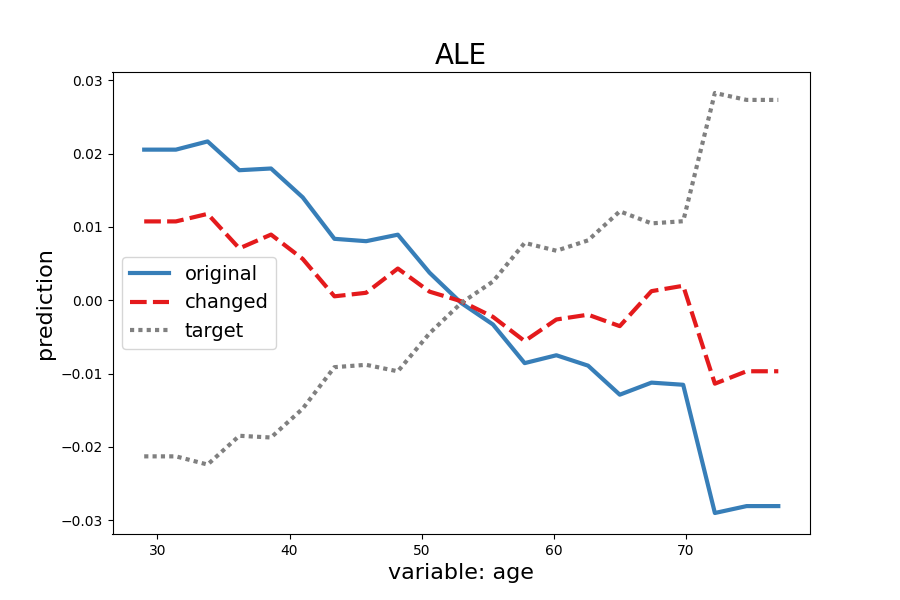 ALE
prediction
0.03
0.02
0.01
0.00
−0.01
−0.02
−0.03
original
changed
target
30 40 50 60 70
variable: age